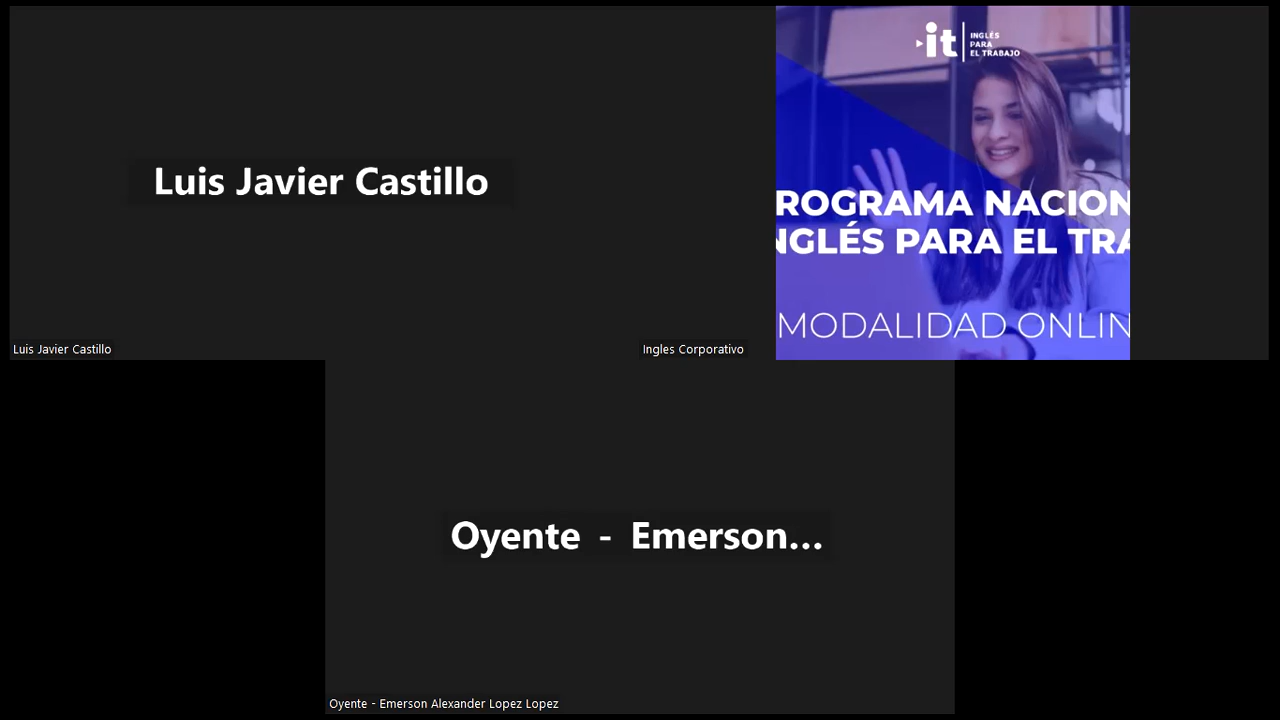 it
INGLÉS
PARA
EL TRABAJO
Luis Javier Castillo
ROGRAMA NACION
NGLÉS PARA EL TRA
MODALIDAD ONLIN
Luis Javier Castillo
Ingles Corporativo
Oyente - Emerson...
Oyente - Emerson Alexander Lopez Lopez